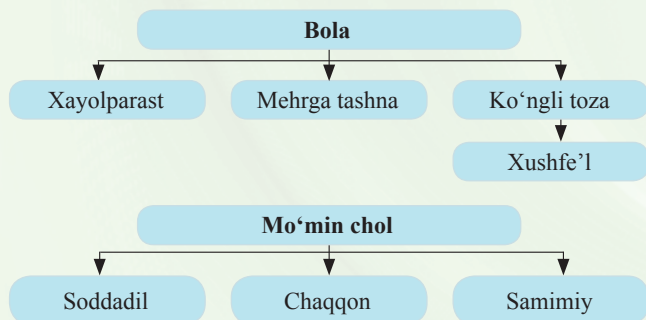 Bola
Xayolparast
Mehrga tashna
Ko‘ngli toza
Xushfe’l
Mo‘min chol
Soddadil
Chaqqon
Samimiy